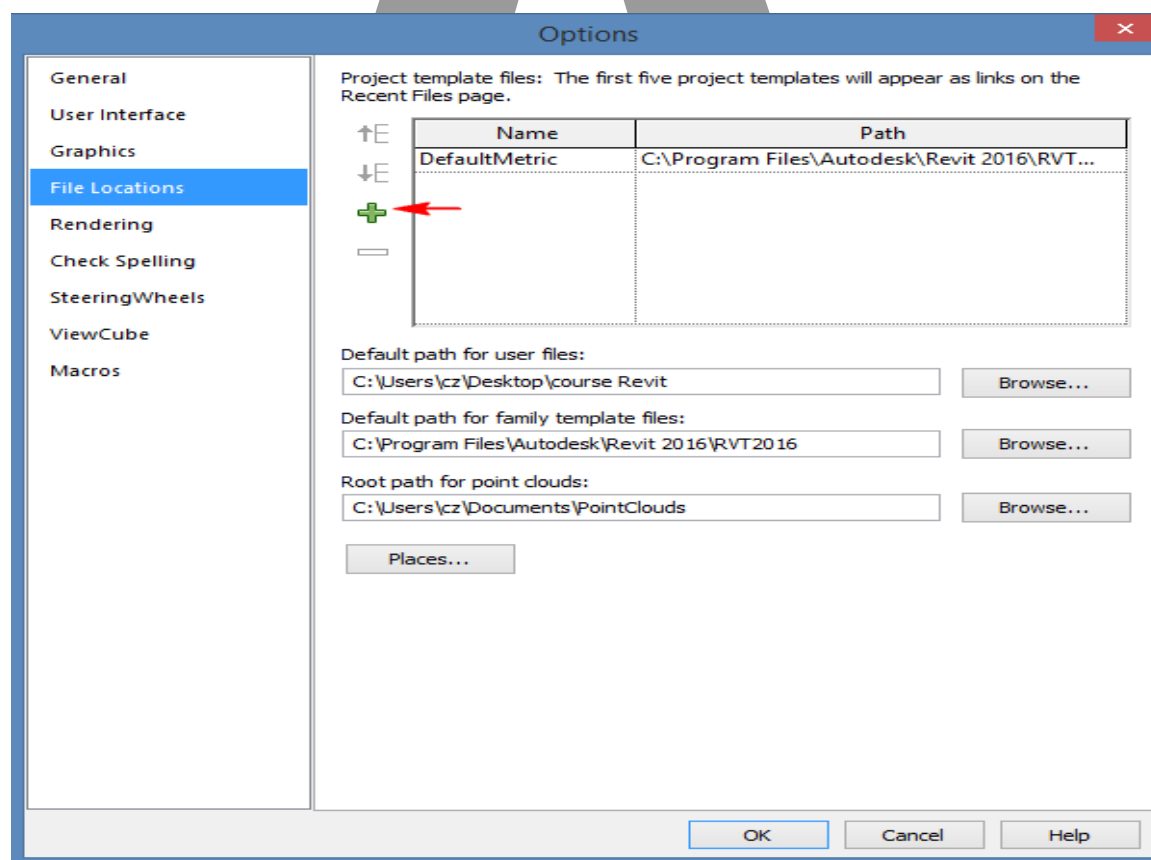 Options
General
User Interface
Graphics
File Locations
Rendering
Check Spelling
SteeringWheels
ViewCube
Macros
Project template files: The first five project templates will appear as links on the
Recent Files page.
Name Path
DefaultMetric C:\Program Files\Autodesk\Revit 2016\RVT...
Default path for user files:
C:\Users\cz\Desktop\course Revit Browse...
Default path for family template files:
C:\Program Files\Autodesk\Revit 2016\RVT2016 Browse...
Root path for point clouds:
C:\Users\cz\Documents\PointClouds Browse...
Places...
OK Cancel Help